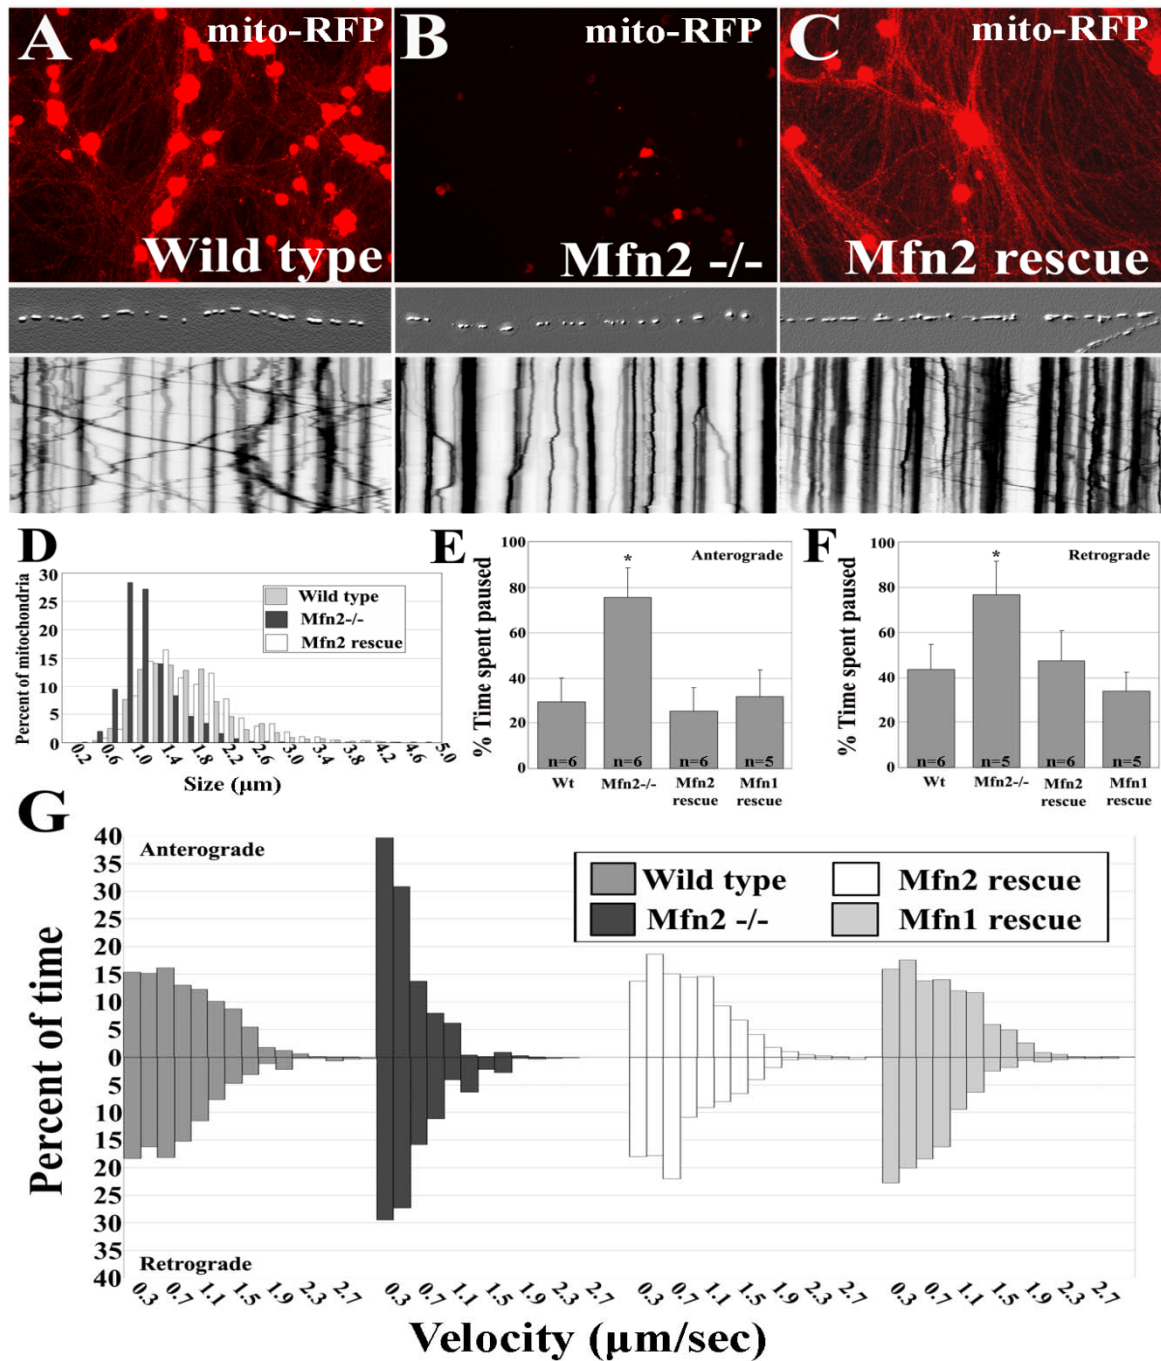 A mito-RFP
Wild type
B mito-RFP
Mfn2 -/-
C mito-RFP
Mfn2 rescue
D
Percent of mitochondria
30
25
20
15
10
5
0
Wild type
Mfn2-/-
Mfn2 rescue
0.2 0.6 1.0 1.4 1.8 2.2 2.6 3.0 3.4 3.8 4.2 4.6 5.0
Size (µm)
E
% Time spent paused
Anterograde
100
80
60
40
20
0
*
n=6 n=6 n=6 n=5
Wt Mfn2-/- Mfn2 rescue Mfn1 rescue
F
% Time spent paused
Retrograde
100
80
60
40
20
0
*
n=6 n=5 n=6 n=5
Wt Mfn2-/- Mfn2 rescue Mfn1 rescue
G
Percent of time
Anterograde
40
35
30
25
20
15
10
5
0
5
10
15
20
25
30
35
40
Retrograde
Wild type
Mfn2 -/-
Mfn2 rescue
Mfn1 rescue
0.3 0.7 1.1 1.5 1.9 2.3 2.7 0.3 0.7 1.1 1.5 1.9 2.3 2.7 0.3 0.7 1.1 1.5 1.9 2.3 2.7 0.3 0.7 1.1 1.5 1.9 2.3 2.7
Velocity (µm/sec)